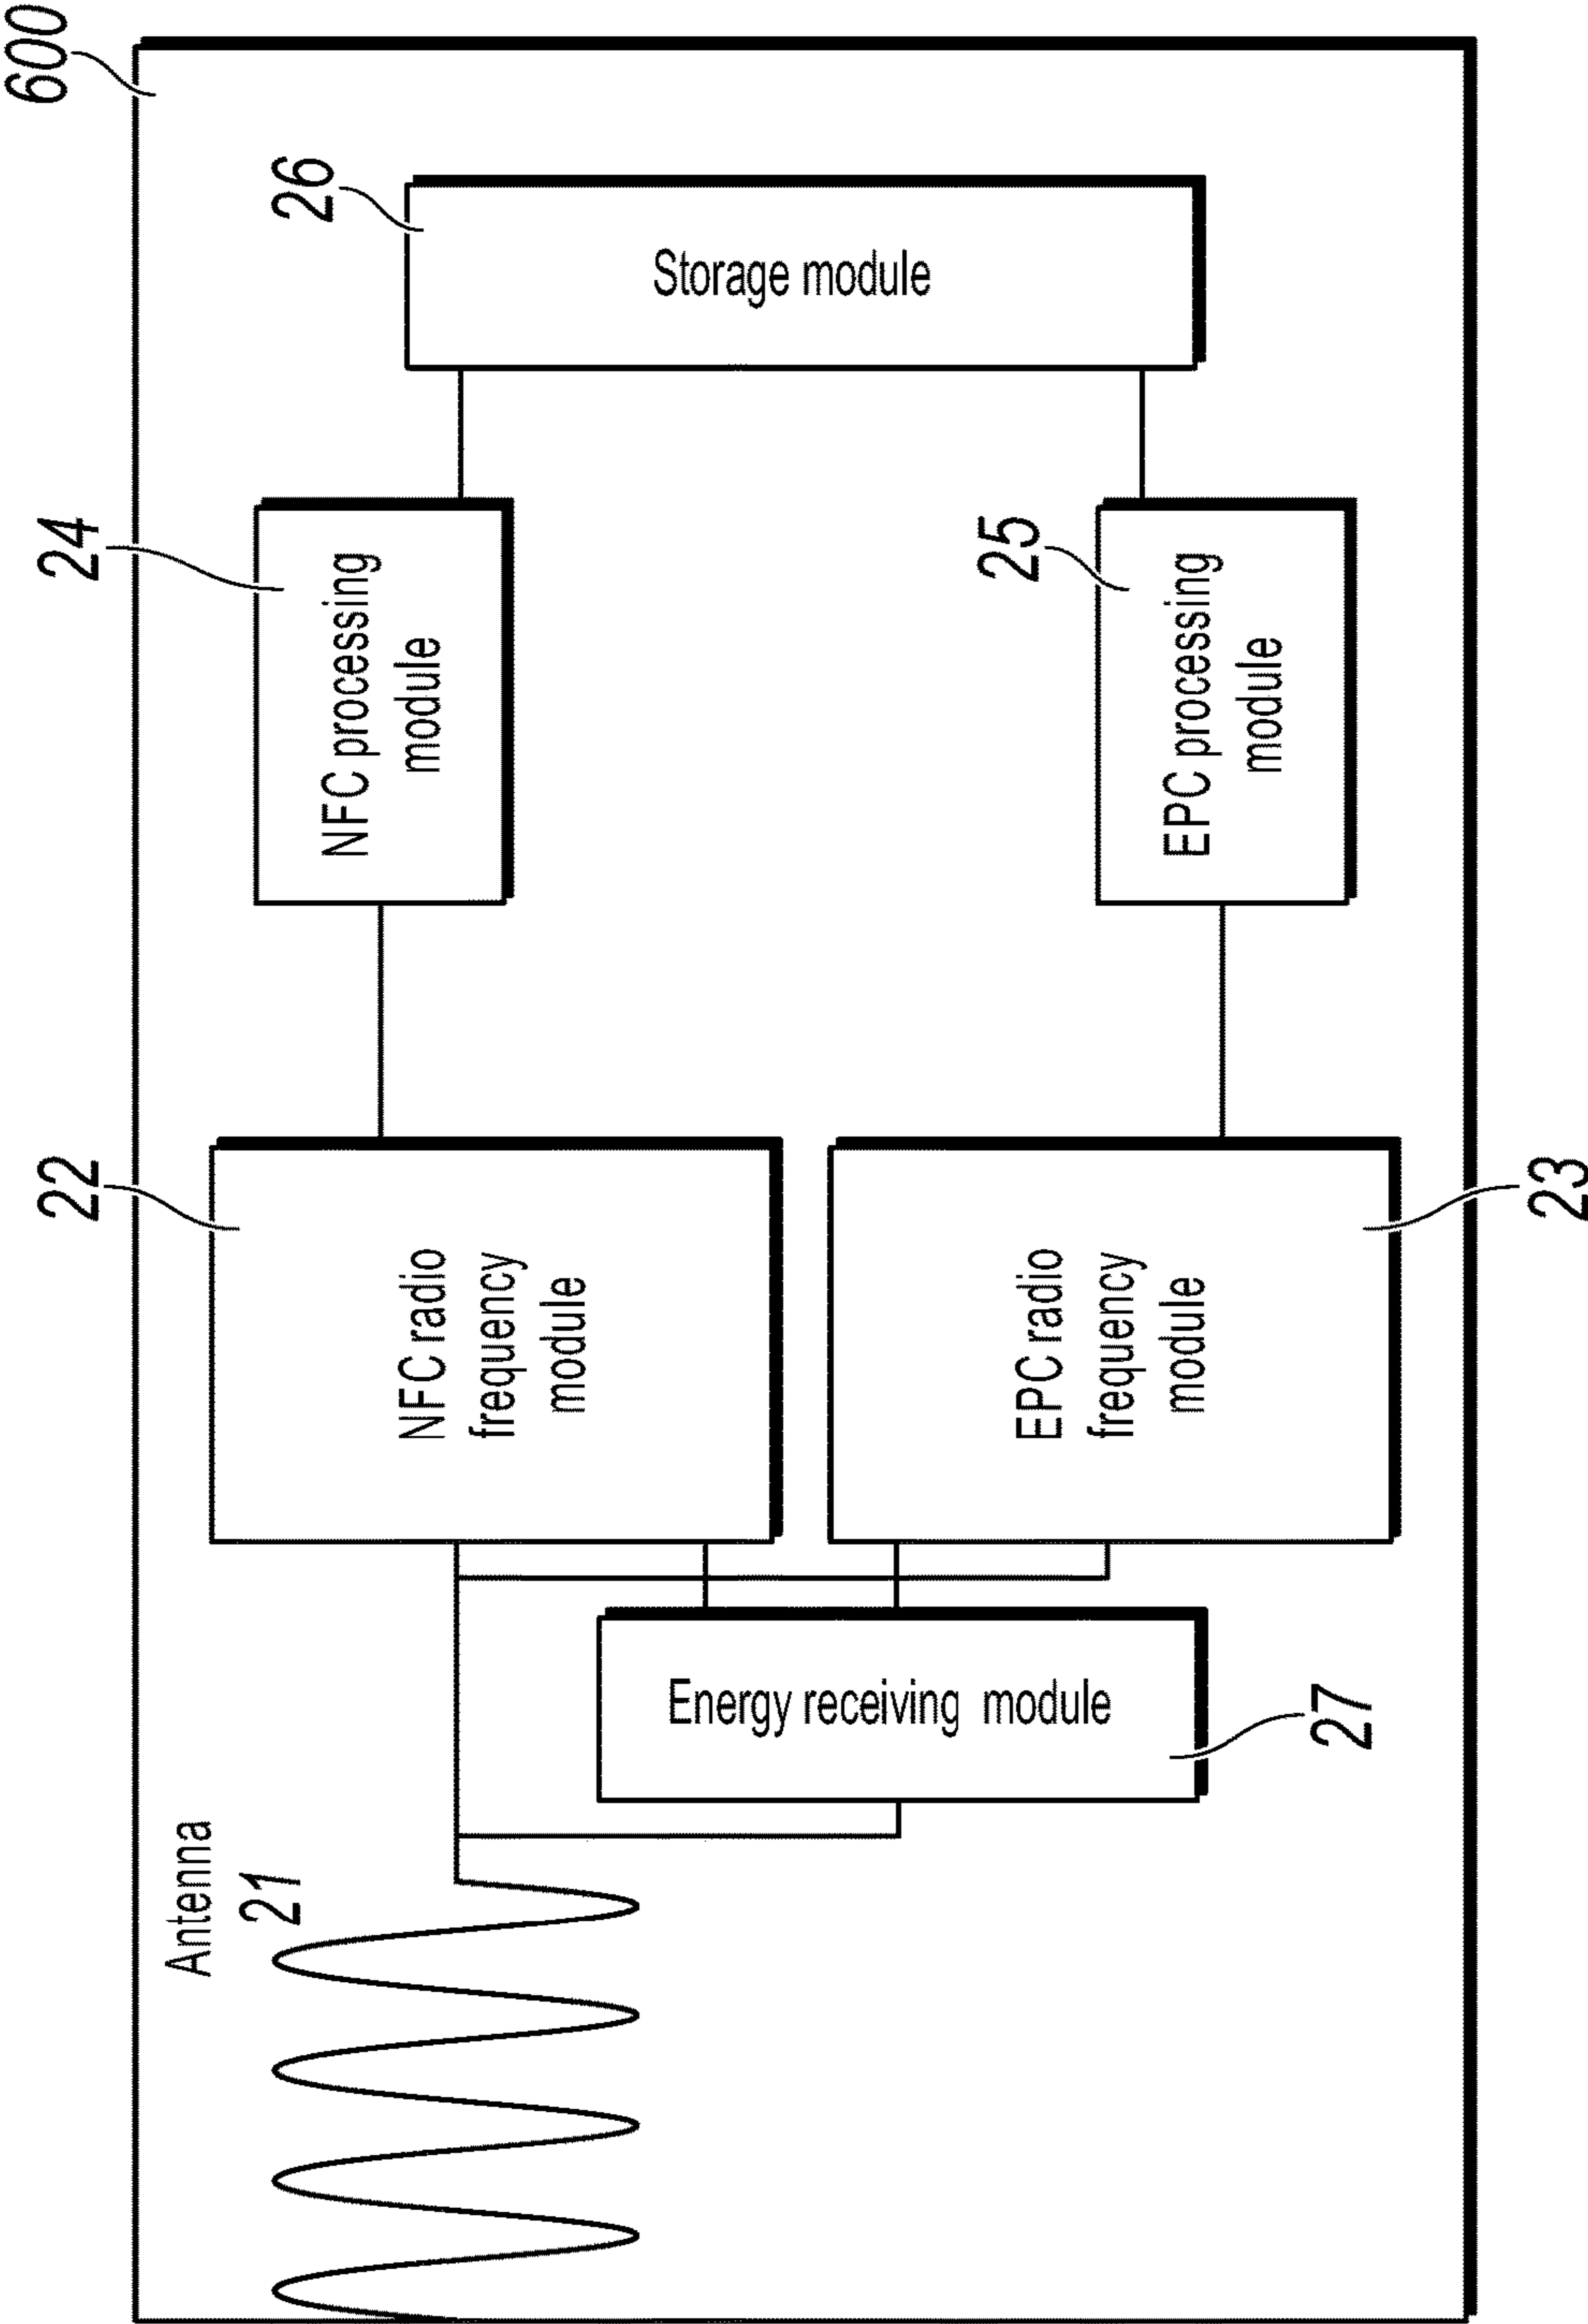 600
Antenna
21
22
NFC radio
frequency
module
24
NFC processing
module
26
Storage module
Energy receiving module
27
EPC radio
frequency
module
23
25
EPC processing
module